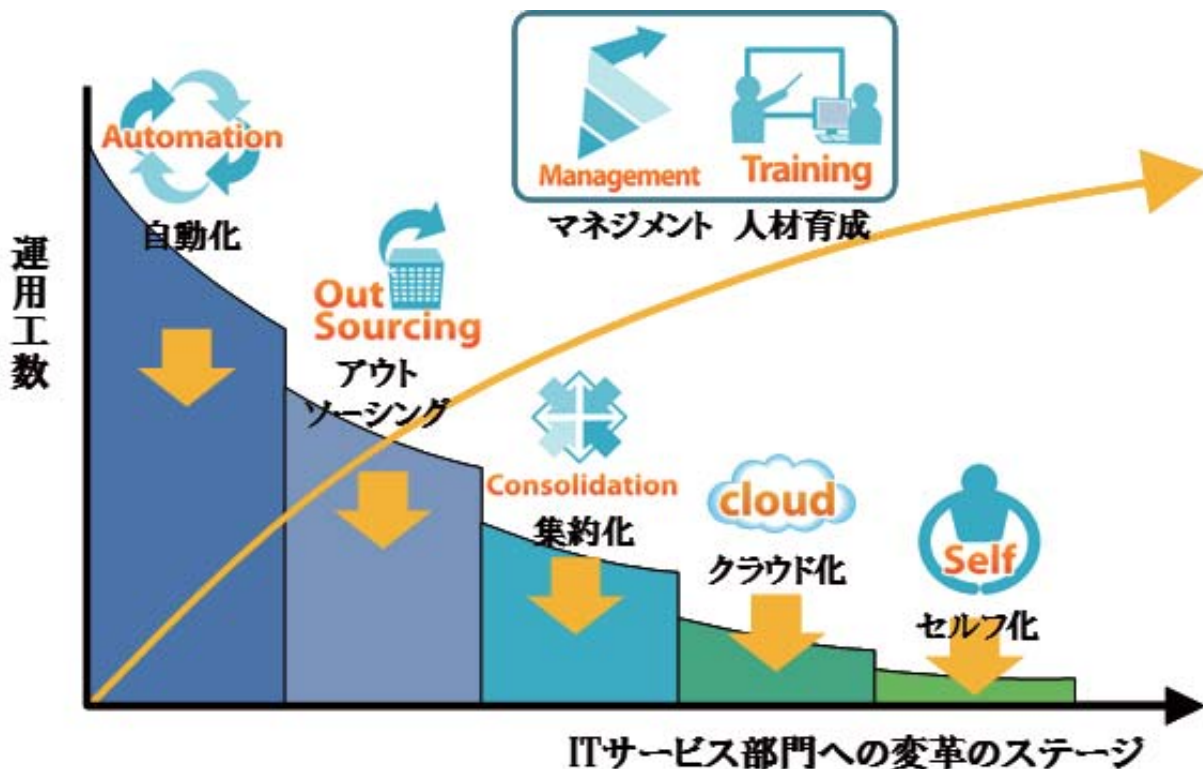 Automation
自動化
Management
マネジメント
Training
人材育成
運用工数
Out
Sourcing
アウト
ソーシング
Consolidation
集約化
cloud
クラウド化
Self
セルフ化
ITサービス部門への変革のステージ